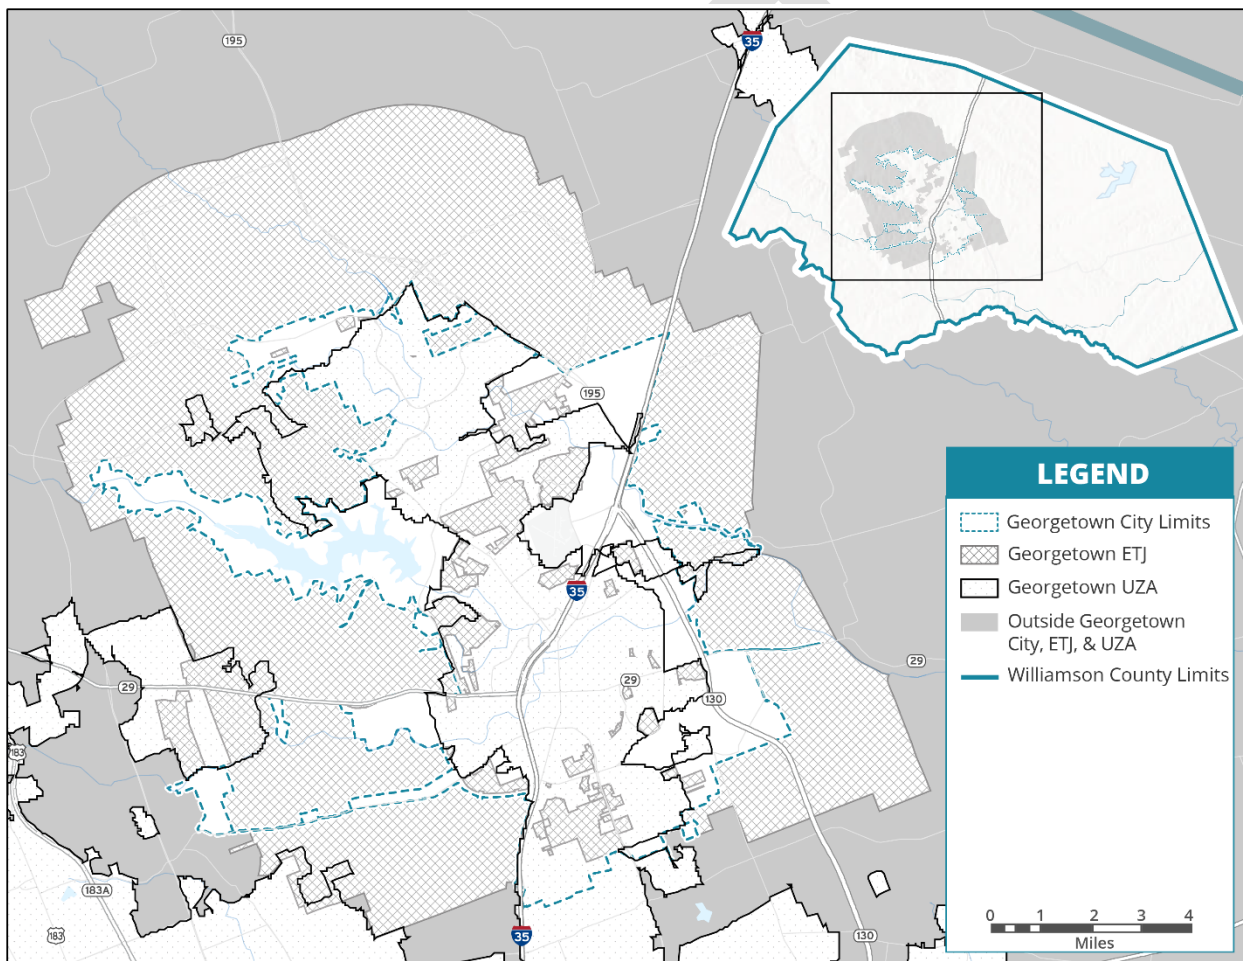 195
35
195
35
29
29
29
130
183
183A
183
35
130
LEGEND
Georgetown City Limits
Georgetown ETJ
Georgetown UZA
Outside Georgetown
City, ETJ, & UZA
Williamson County Limits
0 1 2 3 4
Miles